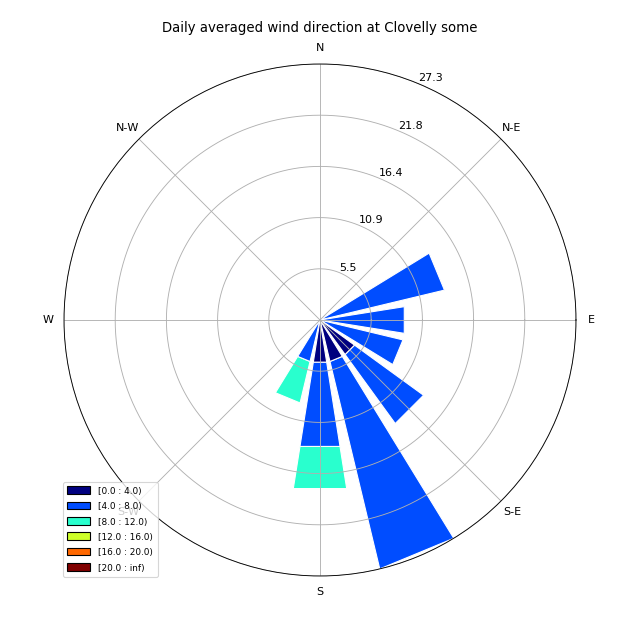 Daily averaged wind direction at Clovelly some
N
27.3
N-W
21.8
N-E
16.4
10.9
5.5
W
E
[0.0 : 4.0)
[4.0 : 8.0)
S-W
S-E
[8.0 : 12.0)
[12.0 : 16.0)
[16.0 : 20.0)
[20.0 : inf)
S